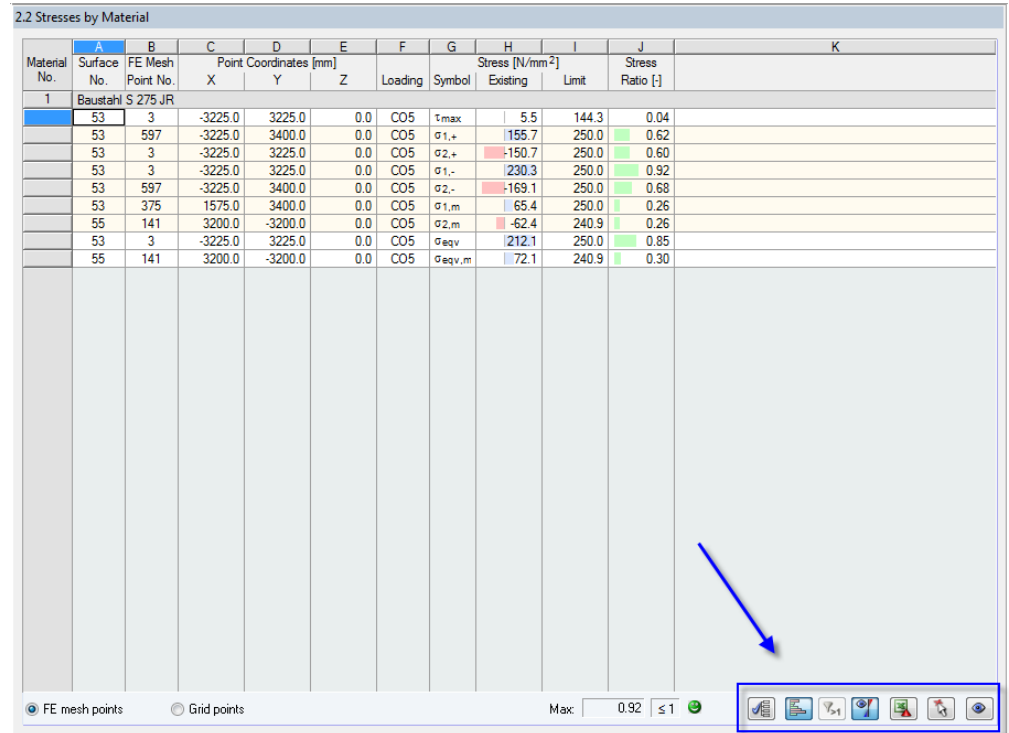 2.2 Stresses by Material
A B C D E F G H I J K
Material Surface FE Mesh Point Coordinates [mm] Stress [N/mm2] Stress
No. No. Point No. X Y Z Loading Symbol Existing Limit Ratio [-]
1 Baustahl S 275 JR
53 3 -3225.0 3225.0 0.0 CO5 τmax 5.5 144.3 0.04
53 597 -3225.0 3400.0 0.0 CO5 σ1,+ 155.7 250.0 0.62
53 3 -3225.0 3225.0 0.0 CO5 σ2,+ -150.7 250.0 0.60
53 3 -3225.0 3225.0 0.0 CO5 σ1,- 230.3 250.0 0.92
53 597 -3225.0 3400.0 0.0 CO5 σ2,- -169.1 250.0 0.68
53 375 1575.0 3400.0 0.0 CO5 σ1,m 65.4 250.0 0.26
55 141 3200.0 -3200.0 0.0 CO5 σ2,m -62.4 240.9 0.26
53 3 -3225.0 3225.0 0.0 CO5 σeqv 212.1 250.0 0.85
55 141 3200.0 -3200.0 0.0 CO5 σeqv,m 72.1 240.9 0.30
FE mesh points Grid points Max: 0.92 ≤ 1 >1